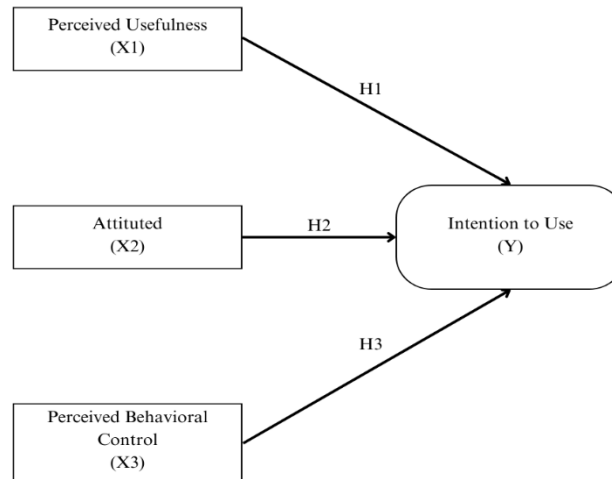 Perceived Usefulness
(X1)
H1
Attituted
(X2)
H2
Intention to Use
(Y)
H3
Perceived Behavioral
Control
(X3)